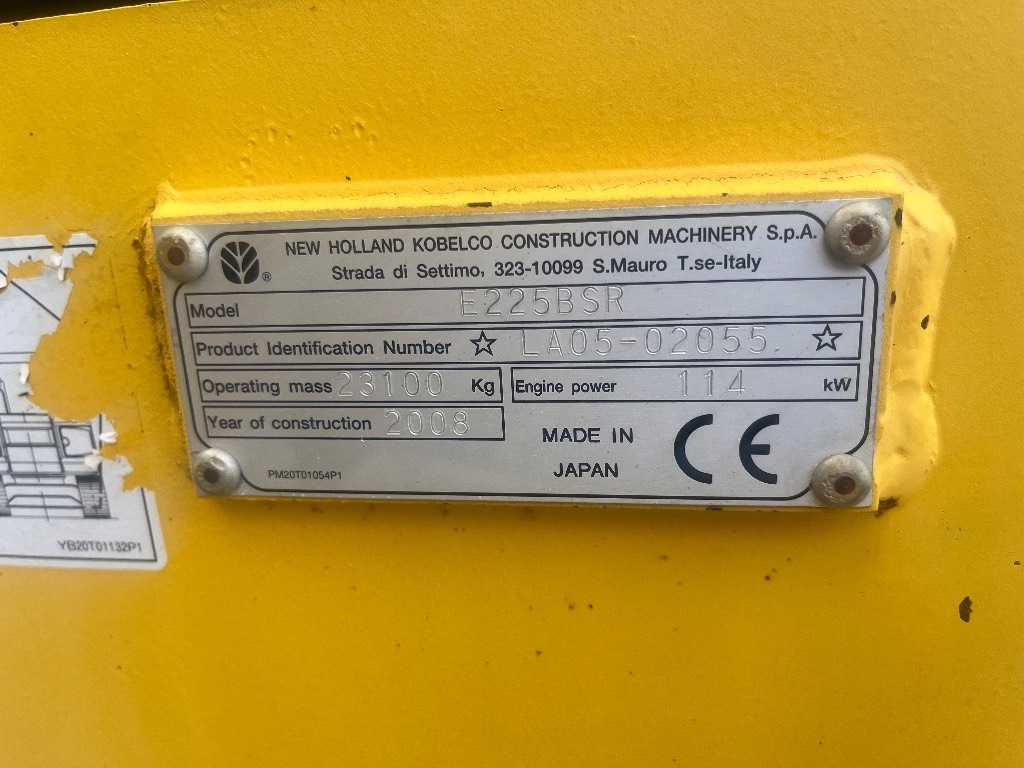 NEW HOLLAND KOBELCO CONSTRUCTION MACHINERY S.p.A.
®
Strada di Settimo, 323-10099 S.Mauro T.se-Italy
Model E225BSR
Product Identification Number ☆ LA05-02055 ☆
Operating mass 23100 Kg Engine power 114 kW
Year of construction 2008
MADE IN
JAPAN
CE
PM20T01054P1
YB20T01132P1